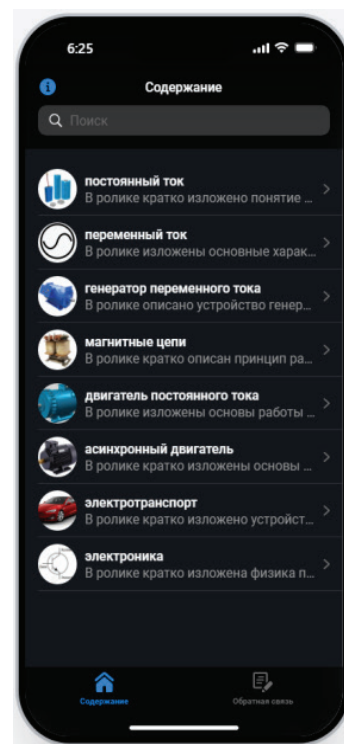 6:25
Содержание
Поиск
постоянный ток
В ролике кратко изложено понятие ...
переменный ток
В ролике изложены основные харак...
генератор переменного тока
В ролике описано устройство генер...
магнитные цепи
В ролике кратко описан принцип ра...
двигатель постоянного тока
В ролике изложены основы работы ...
асинхронный двигатель
В ролике кратко изложены основы ...
электротранспорт
В ролике кратко изложено устройст...
электроника
В ролике кратко изложена физика п...
Содержание
Обратная связь